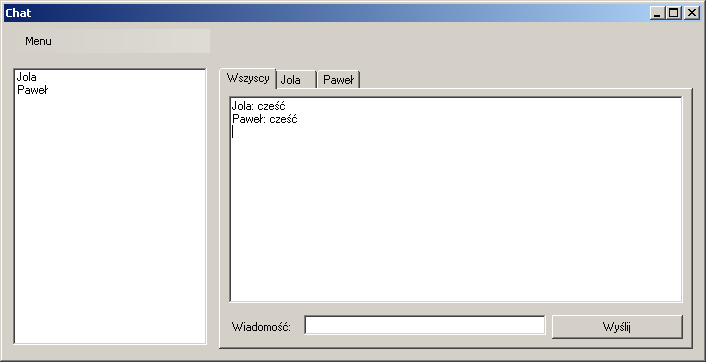 Chat
Menu
Jola
Paweł
Wszyscy Jola Paweł
Jola: cześć
Paweł: cześć
Wiadomość: Wyślij